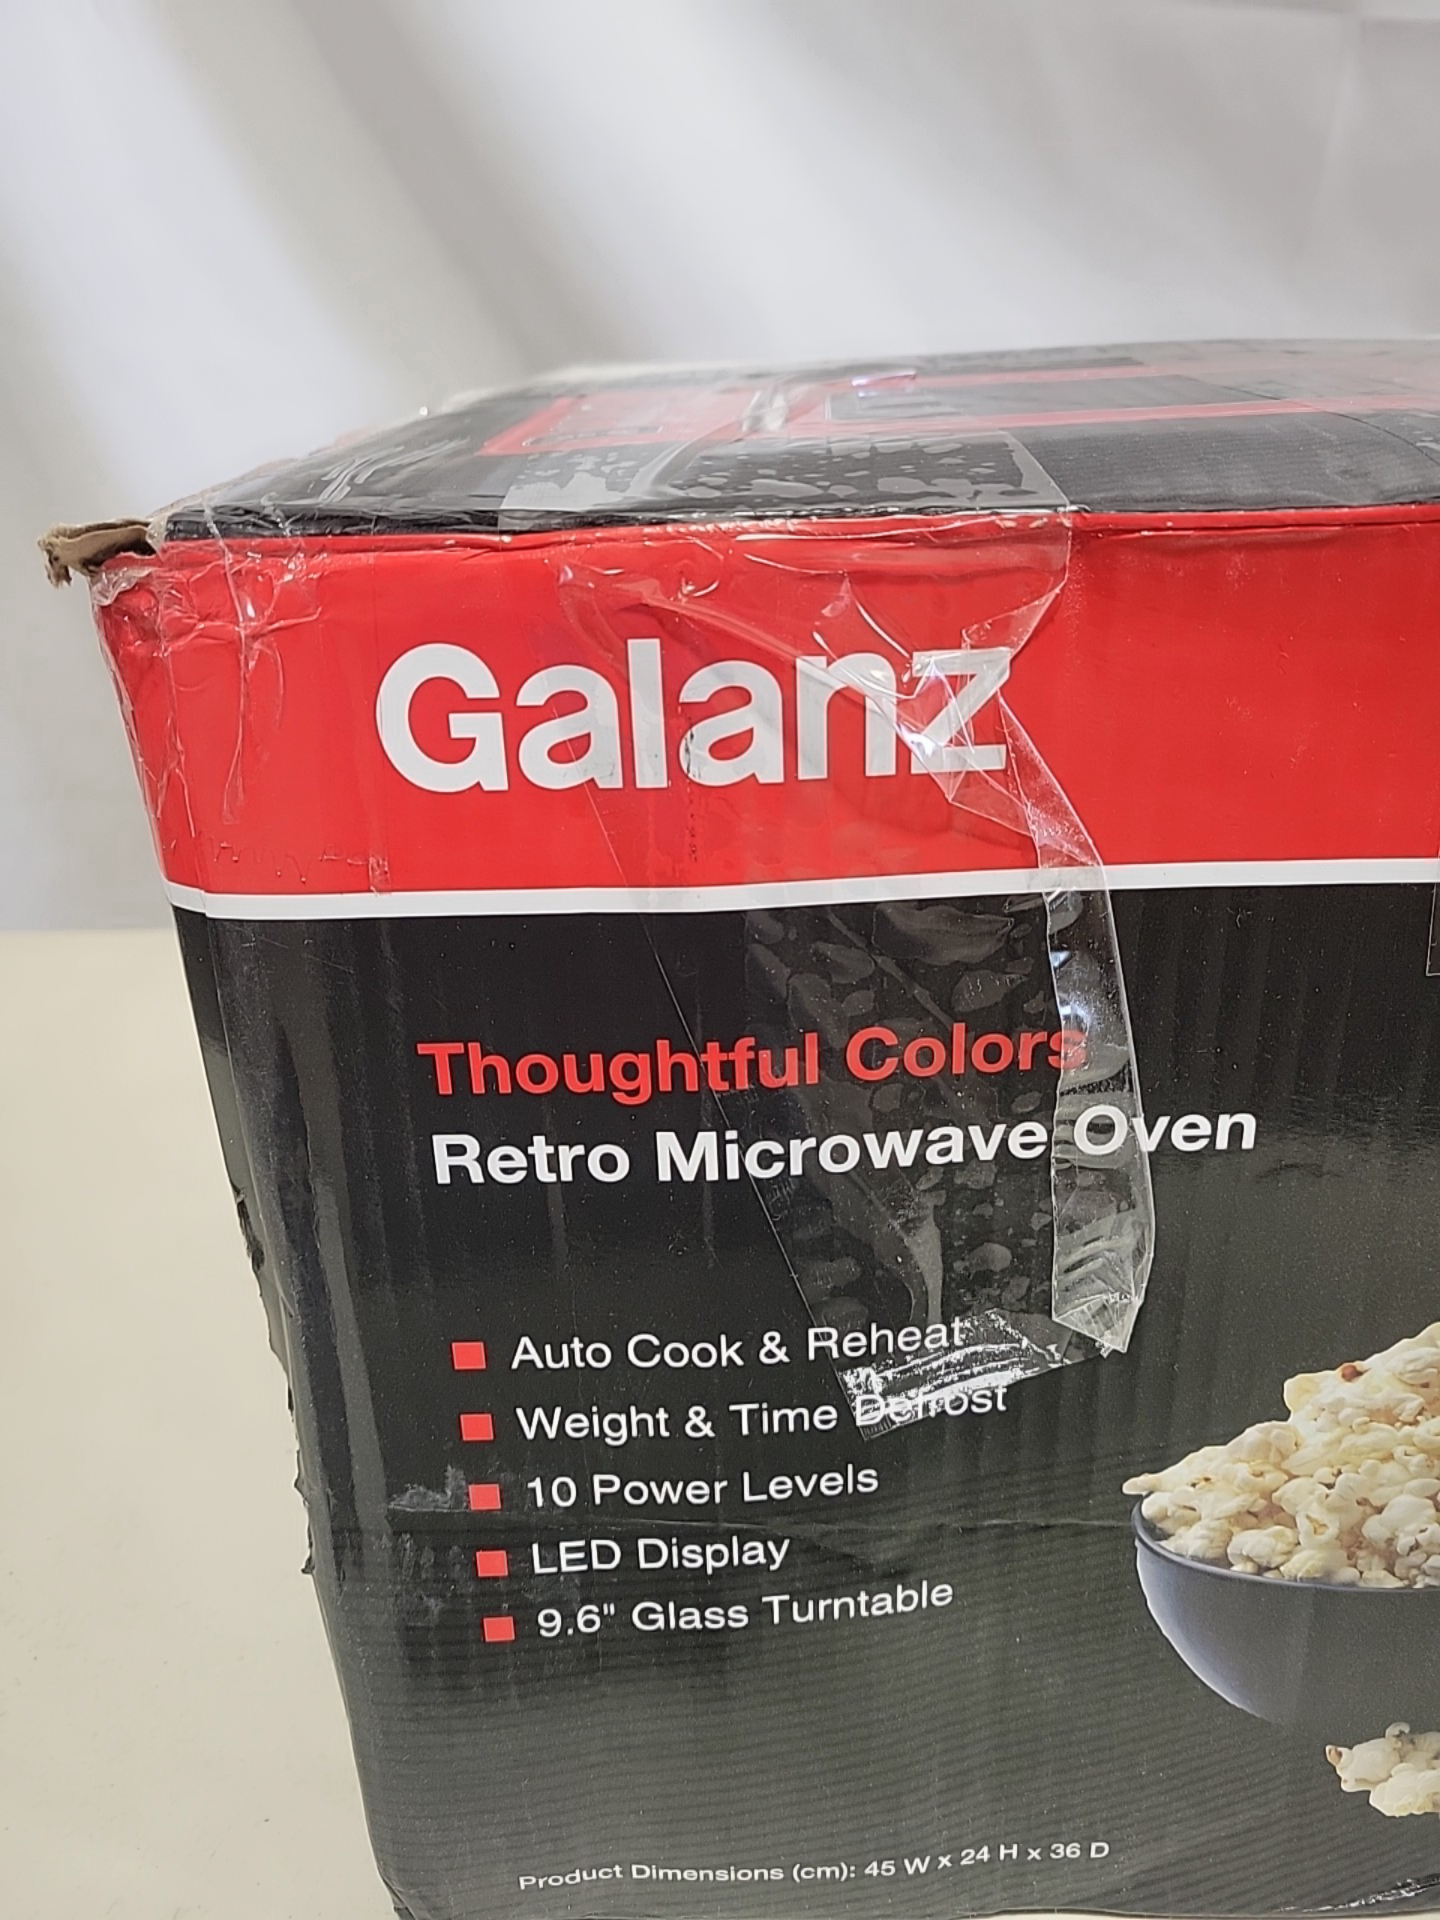 Galanz
Thoughtful Colors
Retro Microwave Oven
Auto Cook & Reheat
Weight & Time Defrost
10 Power Levels
LED Display
9.6" Glass Turntable
Product Dimensions (cm): 45 W x 24 H x 36 D